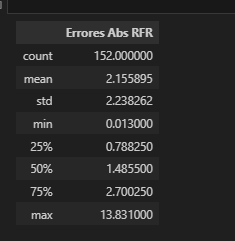 Errores Abs RFR
count 152.000000
mean 2.155895
std 2.238262
min 0.013000
25% 0.788250
50% 1.485500
75% 2.700250
max 13.831000